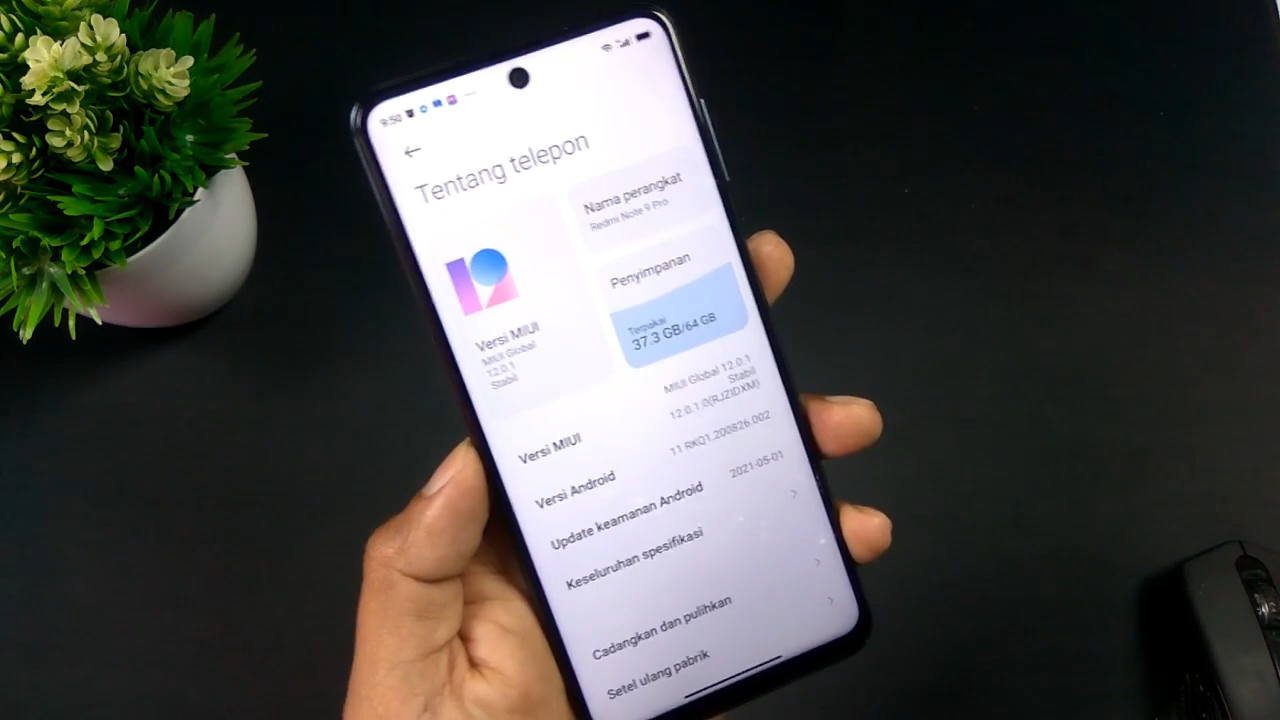 9:50
Tentang telepon
Nama perangkat
Redmi Note 9 Pro
Versi MIUI
MIUI Global
12.0.1
Stabil
Penyimpanan
Terpakai
37.3 GB/64 GB
Versi MIUI
MIUI Global 12.0.1
Stabil
12.0.1.0(RJZIDXM)
Versi Android
11 RKQ1.200826.002
Update keamanan Android
2021-05-01
Keseluruhan spesifikasi
Cadangkan dan pulihkan
Setel ulang pabrik